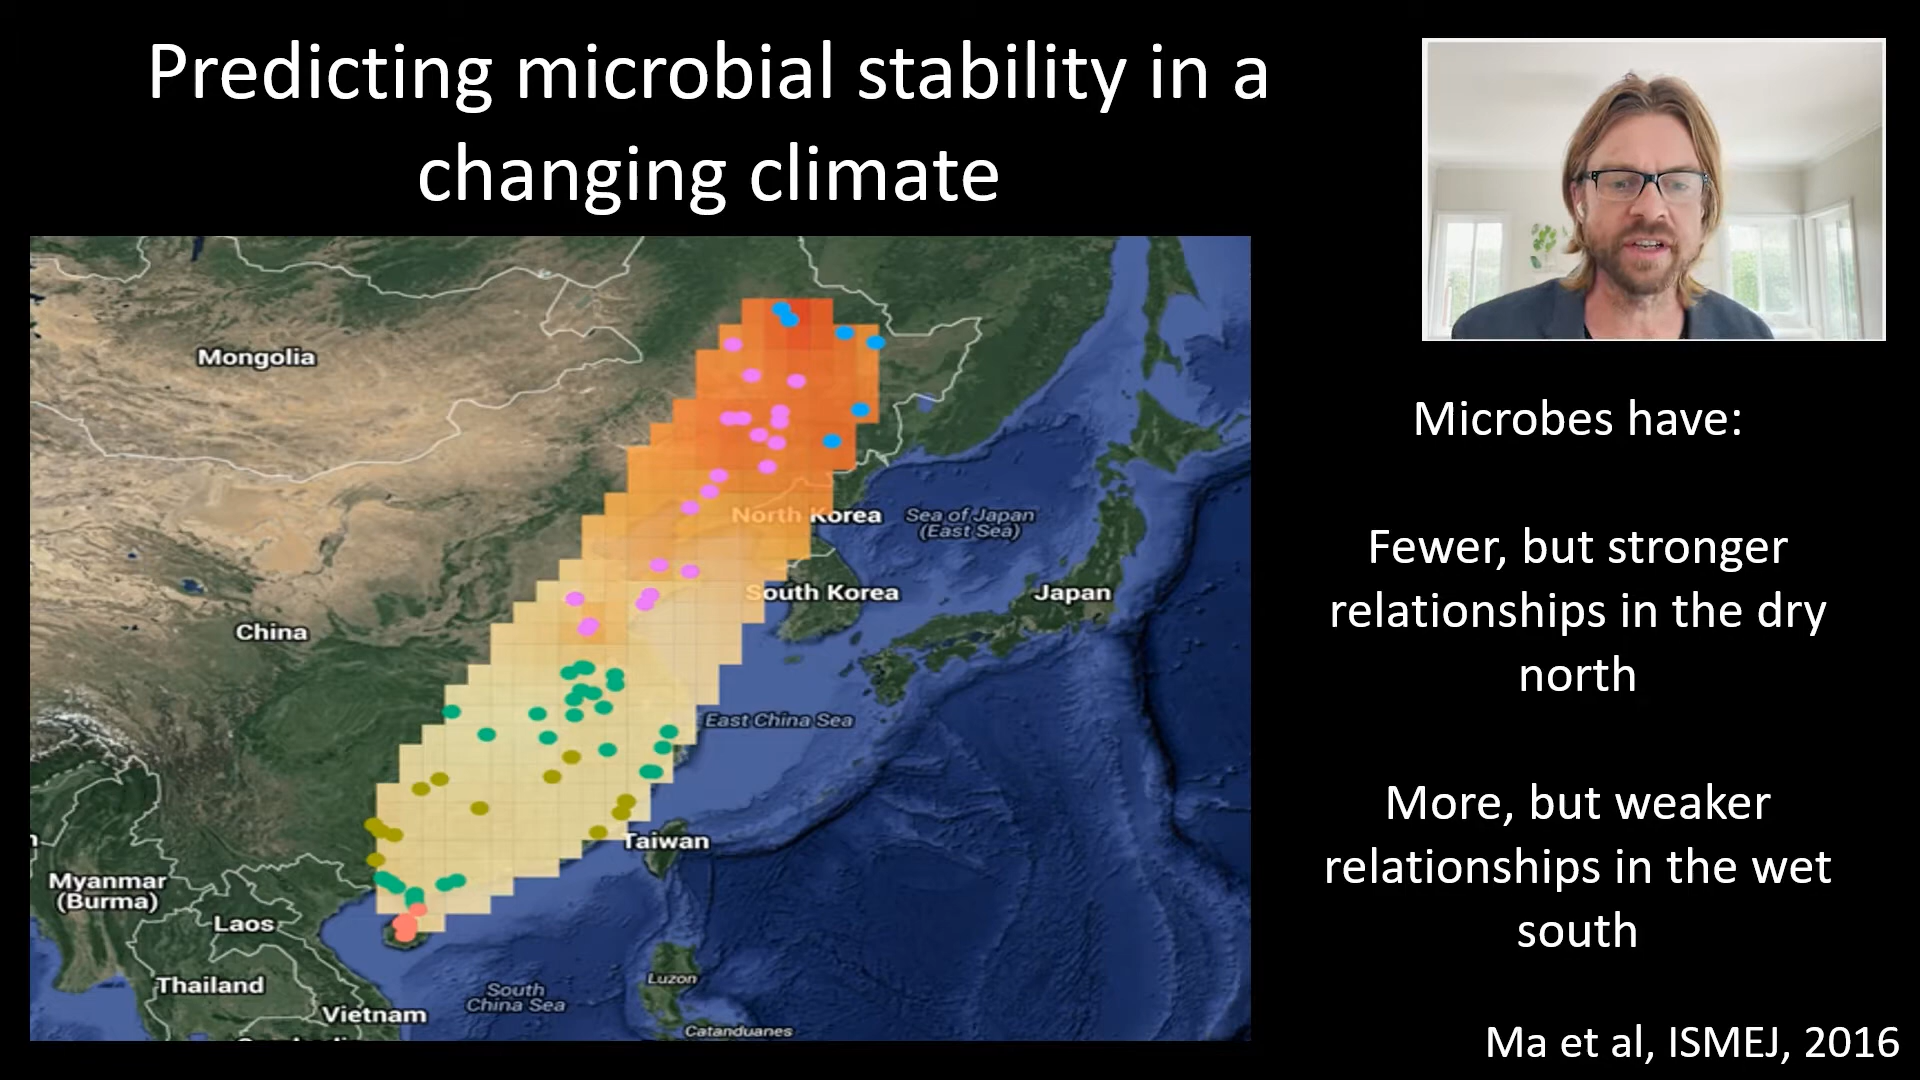 Predicting microbial stability in a
changing climate
Mongolia
North Korea
Sea of Japan
(East Sea)
South Korea
Japan
China
East China Sea
Taiwan
Myanmar
(Burma)
Laos
Thailand
Vietnam
South
China Sea
Luzon
Catanduanes
Microbes have:
Fewer, but stronger
relationships in the dry
north
More, but weaker
relationships in the wet
south
Ma et al, ISMEJ, 2016